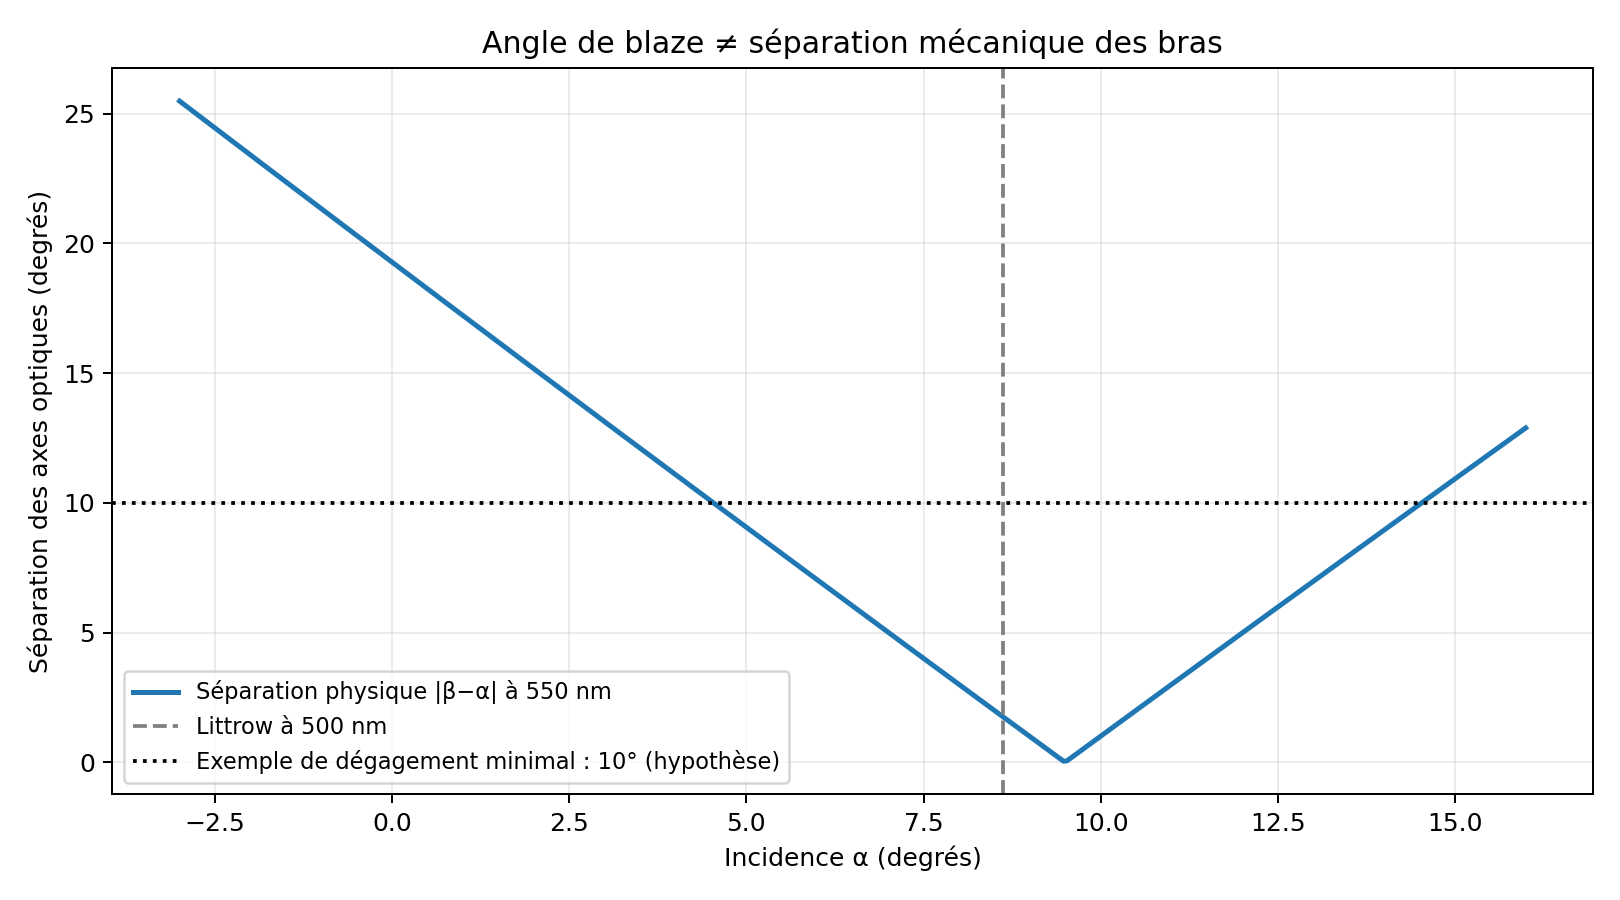 Angle de blaze ≠ séparation mécanique des bras
Séparation des axes optiques (degrés)
25
20
15
10
5
0
Séparation physique |β−α| à 550 nm
Littrow à 500 nm
Exemple de dégagement minimal : 10° (hypothèse)
−2.5 0.0 2.5 5.0 7.5 10.0 12.5 15.0
Incidence α (degrés)